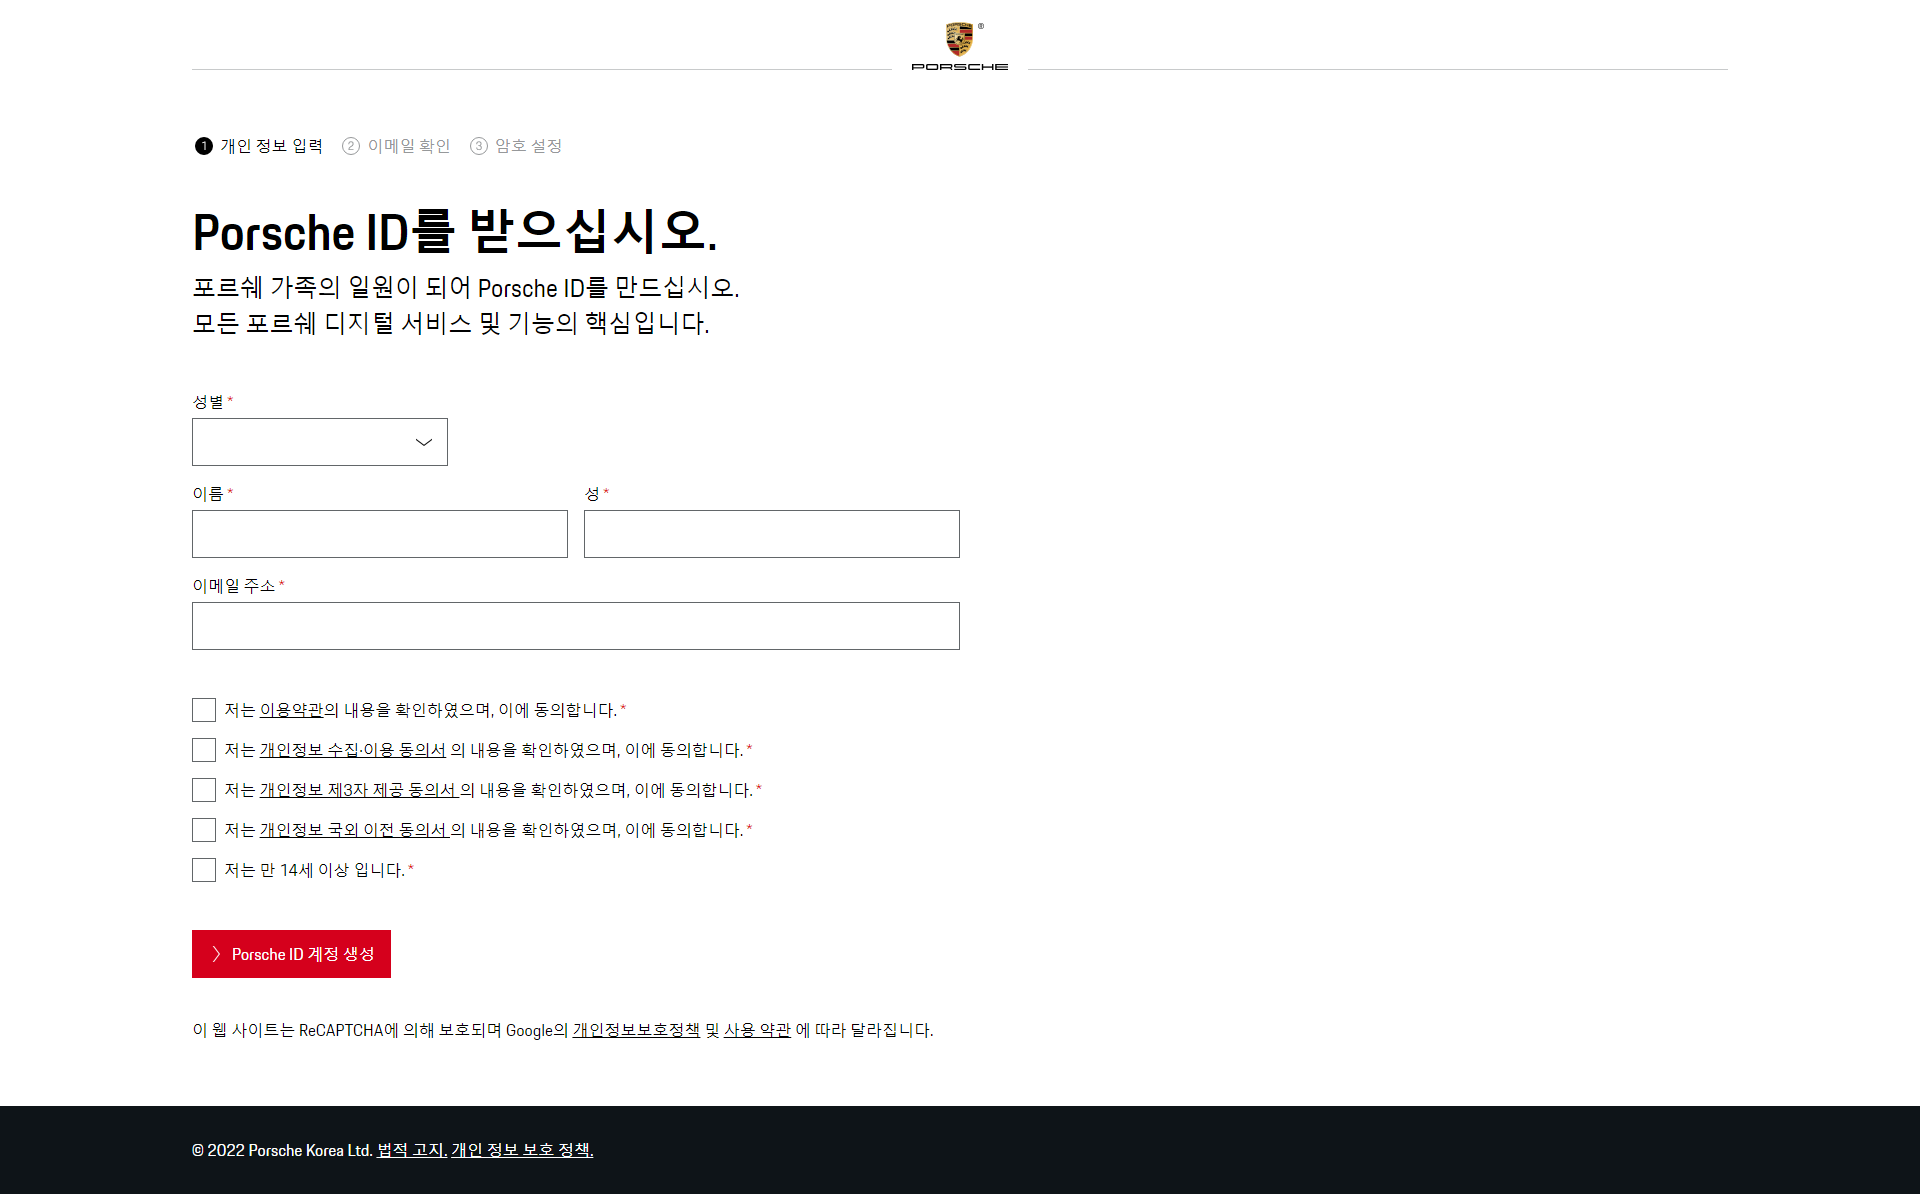 PORSCHE
1 개인 정보 입력 2 이메일 확인 3 암호 설정
Porsche ID를 받으십시오.
포르쉐 가족의 일원이 되어 Porsche ID를 만드십시오.
모든 포르쉐 디지털 서비스 및 기능의 핵심입니다.
성별 *
이름 * 성 *
이메일 주소 *
저는 이용약관의 내용을 확인하였으며, 이에 동의합니다. *
저는 개인정보 수집·이용 동의서 의 내용을 확인하였으며, 이에 동의합니다. *
저는 개인정보 제3자 제공 동의서 의 내용을 확인하였으며, 이에 동의합니다. *
저는 개인정보 국외 이전 동의서 의 내용을 확인하였으며, 이에 동의합니다. *
저는 만 14세 이상 입니다. *
Porsche ID 계정 생성
이 웹 사이트는 ReCAPTCHA에 의해 보호되며 Google의 개인정보보호정책 및 사용 약관 에 따라 달라집니다.
© 2022 Porsche Korea Ltd. 법적 고지. 개인 정보 보호 정책.